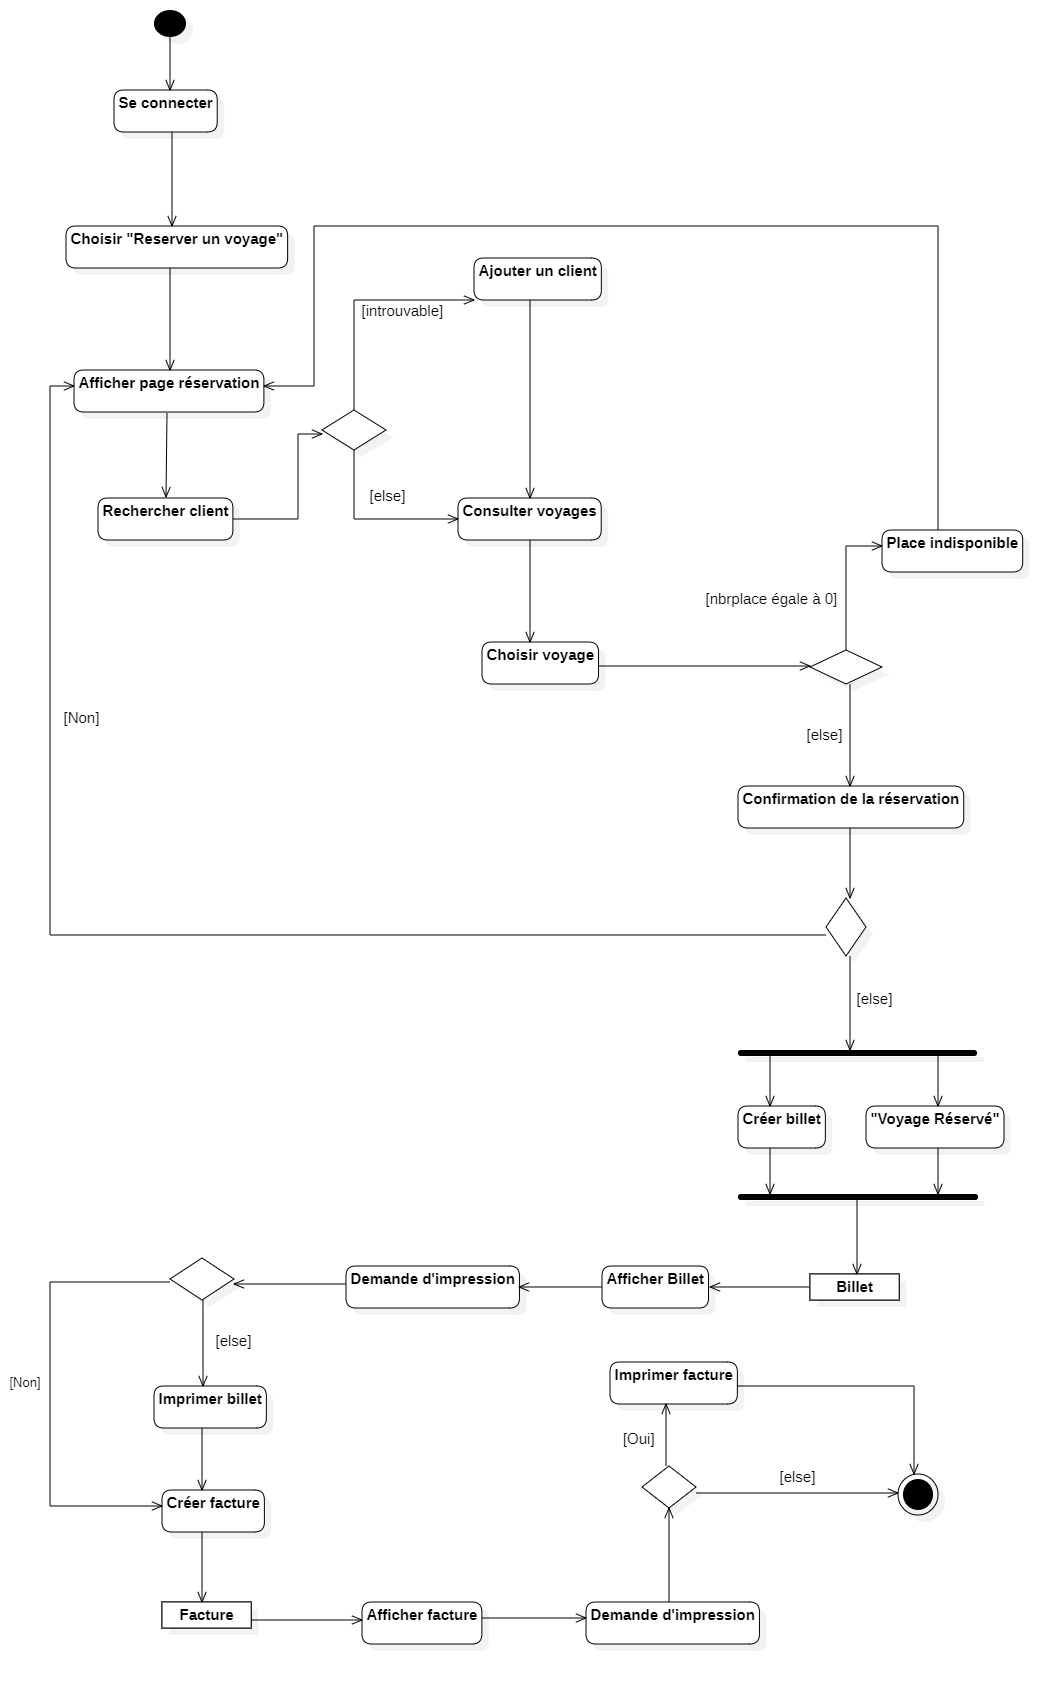 Se connecter
Choisir "Reserver un voyage"
Ajouter un client
[introuvable]
Afficher page réservation
[else]
Rechercher client
Consulter voyages
Place indisponible
[nbrplace égale à 0]
Choisir voyage
[Non]
[else]
Confirmation de la réservation
[else]
Créer billet
"Voyage Réservé"
Demande d'impression
Afficher Billet
Billet
[else]
[Non]
Imprimer facture
Imprimer billet
[Oui]
[else]
Créer facture
Facture
Afficher facture
Demande d'impression